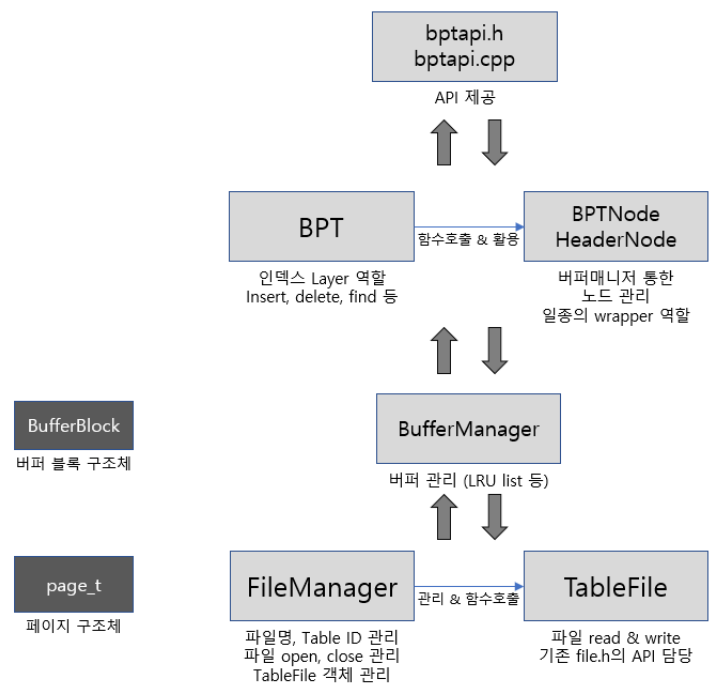 bptapi.h
bptapi.cpp
API 제공
BPT
함수호출 & 활용
BPTNode
HeaderNode
인덱스 Layer 역할
Insert, delete, find 등
버퍼매니저 통한
노드 관리
일종의 wrapper 역할
BufferBlock
버퍼 블록 구조체
BufferManager
버퍼 관리 (LRU list 등)
page_t
페이지 구조체
FileManager
관리 & 함수호출
TableFile
파일명, Table ID 관리
파일 open, close 관리
TableFile 객체 관리
파일 read & write
기존 file.h의 API 담당